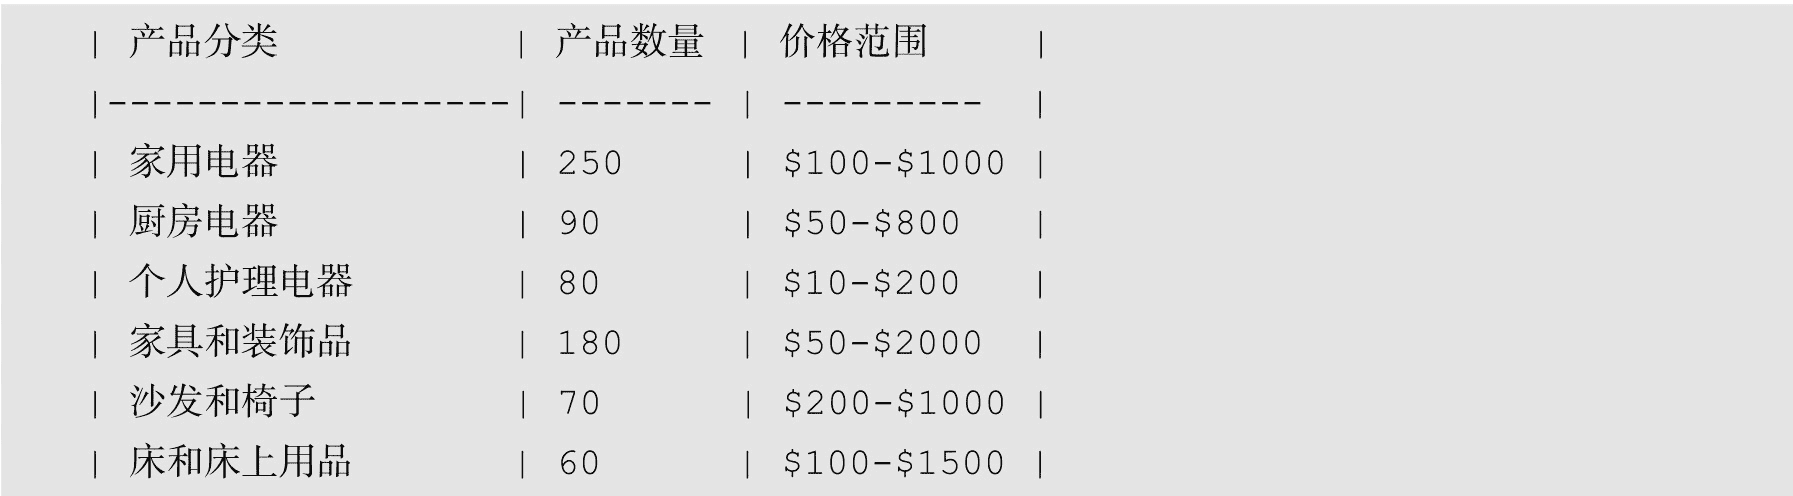 | 产品分类 | 产品数量 | 价格范围 |
|------------------| ------- | --------- |
| 家用电器 | 250 | $100-$1000 |
| 厨房电器 | 90 | $50-$800 |
| 个人护理电器 | 80 | $10-$200 |
| 家具和装饰品 | 180 | $50-$2000 |
| 沙发和椅子 | 70 | $200-$1000 |
| 床和床上用品 | 60 | $100-$1500 |